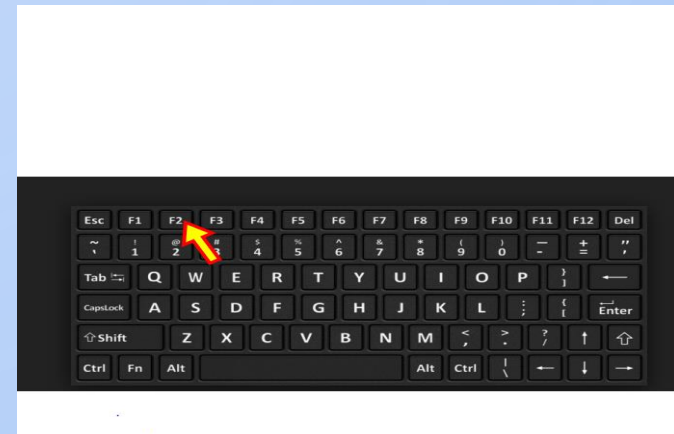 Esc F1 F2 F3 F4 F5 F6 F7 F8 F9 F10 F11 F12 Del
~ ! @ # $ % ^ & * ( ) — + "
` 1 2 3 4 5 6 7 8 9 0 - = '
Tab Q W E R T Y U I O P } ←
]
CapsLock A S D F G H J K L : { Enter
; [
⇧ Shift Z X C V B N M < > ? ↑ ⇧
, . /
Ctrl Fn Alt Alt Ctrl | ← ↓ →
\